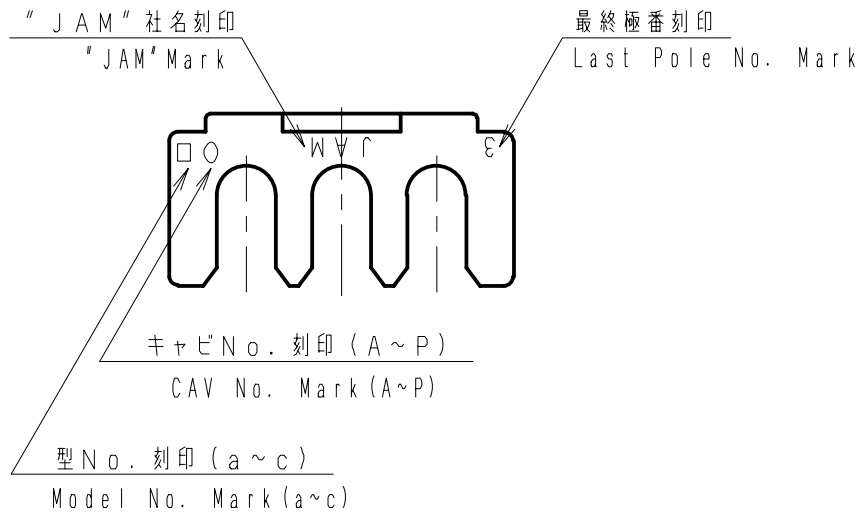 "JAM"社名刻印
"JAM"Mark
最終極番刻印
Last Pole No. Mark
JAM
3
キャビNo.刻印(A~P)
CAV No. Mark(A~P)
型No.刻印(a~c)
Model No. Mark(a~c)